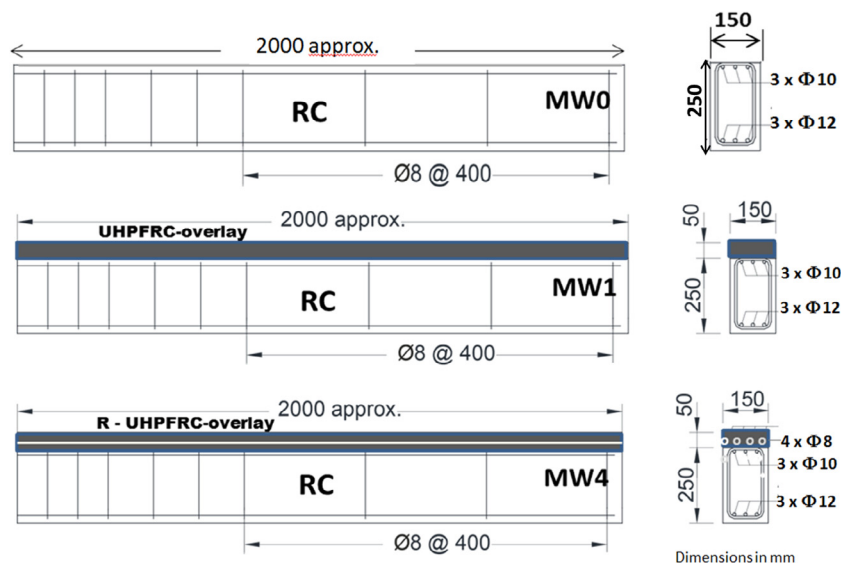 2000 approx.
150
RC
MW0
250
3 x Φ10
3 x Φ12
Ø8 @ 400
2000 approx.
UHPFRC-overlay
50
150
RC
MW1
250
3 x Φ10
3 x Φ12
Ø8 @ 400
2000 approx.
R - UHPFRC-overlay
50
150
RC
MW4
250
4 x Φ8
3 x Φ10
3 x Φ12
Ø8 @ 400
Dimensions in mm